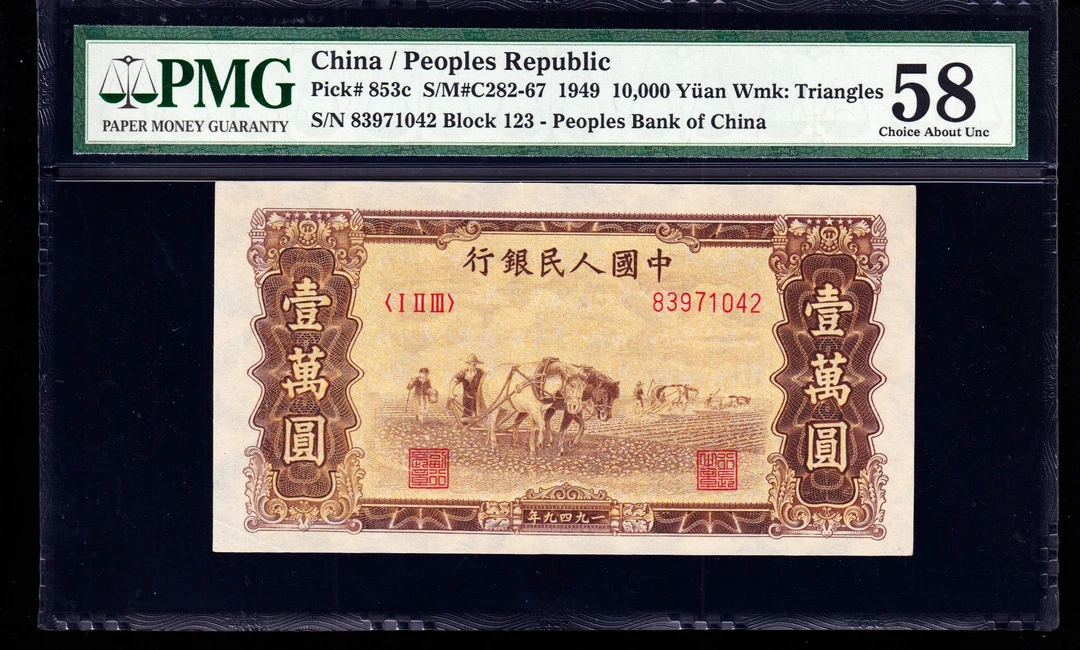 PMG
PAPER MONEY GUARANTY
China / Peoples Republic
Pick# 853c S/M#C282-67 1949 10,000 Yüan Wmk: Triangles
S/N 83971042 Block 123 - Peoples Bank of China
58
Choice About Unc
行銀民人國中
〈I II III〉 83971042
壹萬圓
壹萬圓
年九四九一